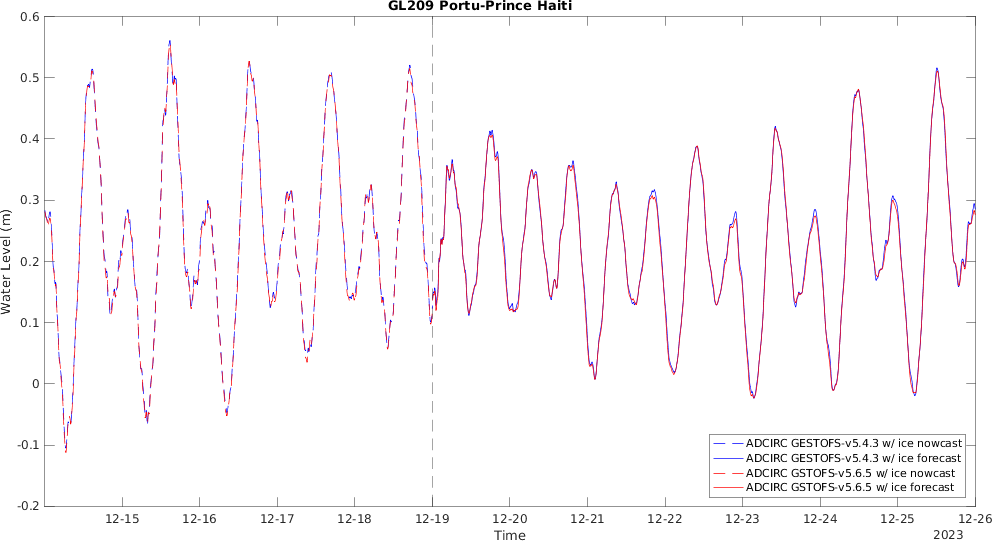 GL209 Portu-Prince Haiti
0.6
0.5
0.4
0.3
0.2
0.1
0
-0.1
-0.2
Water Level (m)
ADCIRC GESTOFS-v5.4.3 w/ ice nowcast
ADCIRC GESTOFS-v5.4.3 w/ ice forecast
ADCIRC GSTOFS-v5.6.5 w/ ice nowcast
ADCIRC GSTOFS-v5.6.5 w/ ice forecast
12-15 12-16 12-17 12-18 12-19 12-20 12-21 12-22 12-23 12-24 12-25 12-26
Time
2023